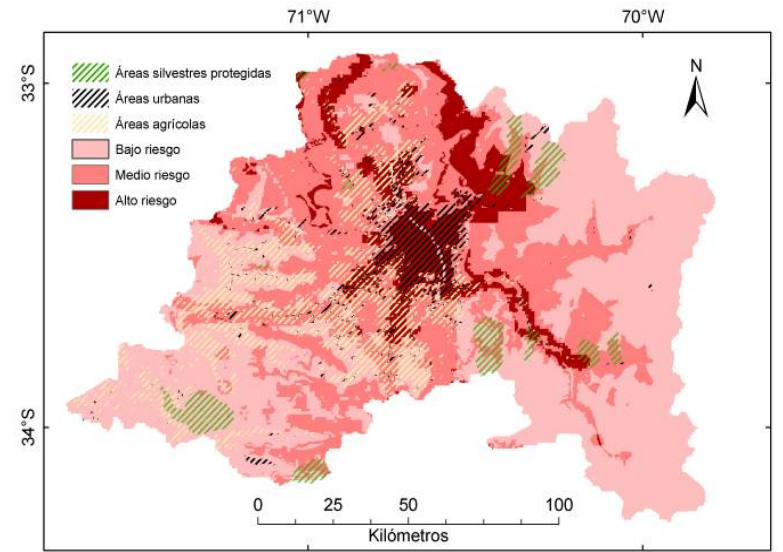 71°W
70°W
33°S
N
Áreas silvestres protegidas
Áreas urbanas
Áreas agrícolas
Bajo riesgo
Medio riesgo
Alto riesgo
34°S
0 25 50 100
Kilómetros